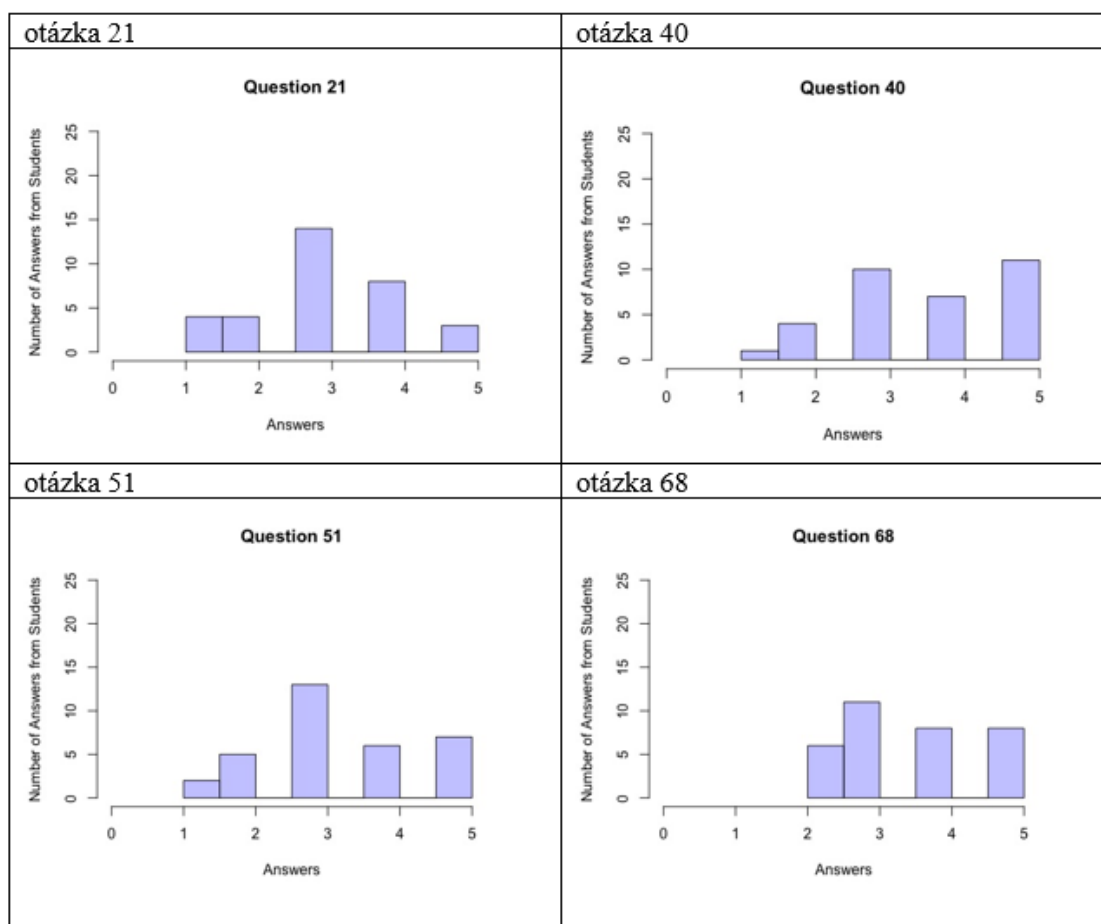 otázka 21
otázka 40
Question 21
Number of Answers from Students
25
20
15
10
5
0
0 1 2 3 4 5
Answers
Question 40
Number of Answers from Students
25
20
15
10
5
0
0 1 2 3 4 5
Answers
otázka 51
otázka 68
Question 51
Number of Answers from Students
25
20
15
10
5
0
0 1 2 3 4 5
Answers
Question 68
Number of Answers from Students
25
20
15
10
5
0
0 1 2 3 4 5
Answers